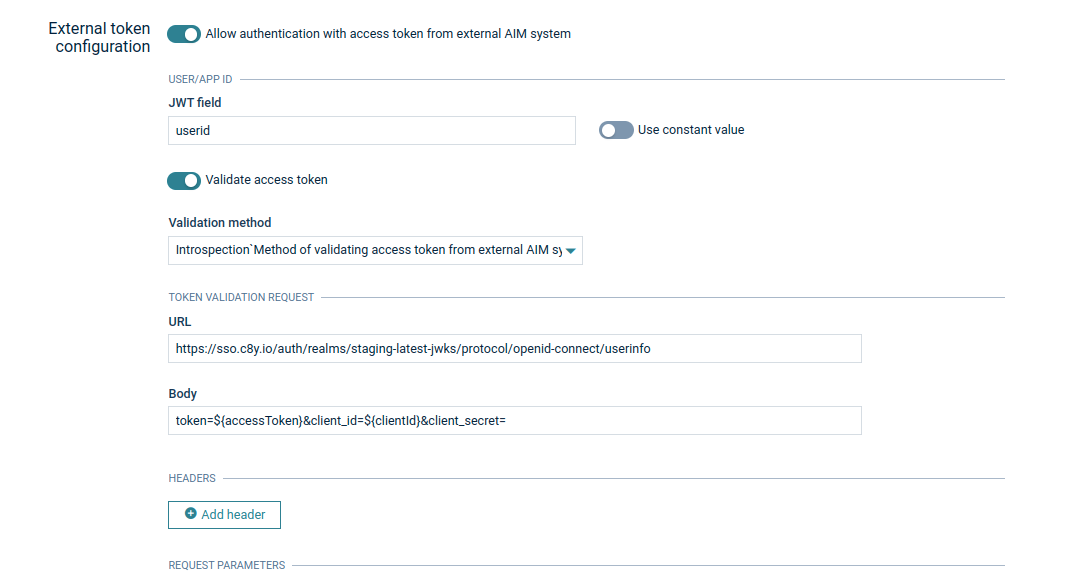 External token
configuration
Allow authentication with access token from external AIM system
USER/APP ID
JWT field
userid
Use constant value
Validate access token
Validation method
Introspection`Method of validating access token from external AIM sy
TOKEN VALIDATION REQUEST
URL
https://sso.c8y.io/auth/realms/staging-latest-jwks/protocol/openid-connect/userinfo
Body
token=${accessToken}&client_id=${clientId}&client_secret=
HEADERS
Add header
REQUEST PARAMETERS